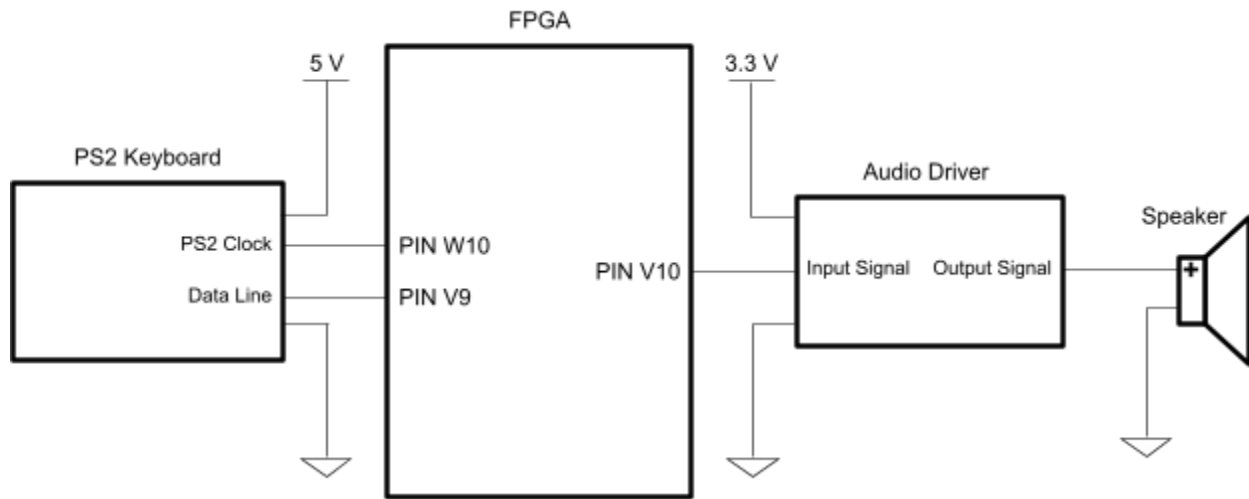 FPGA
5 V
3.3 V
PS2 Keyboard
Audio Driver
Speaker
PS2 Clock
PIN W10
PIN V10
Input Signal
Output Signal
+
Data Line
PIN V9